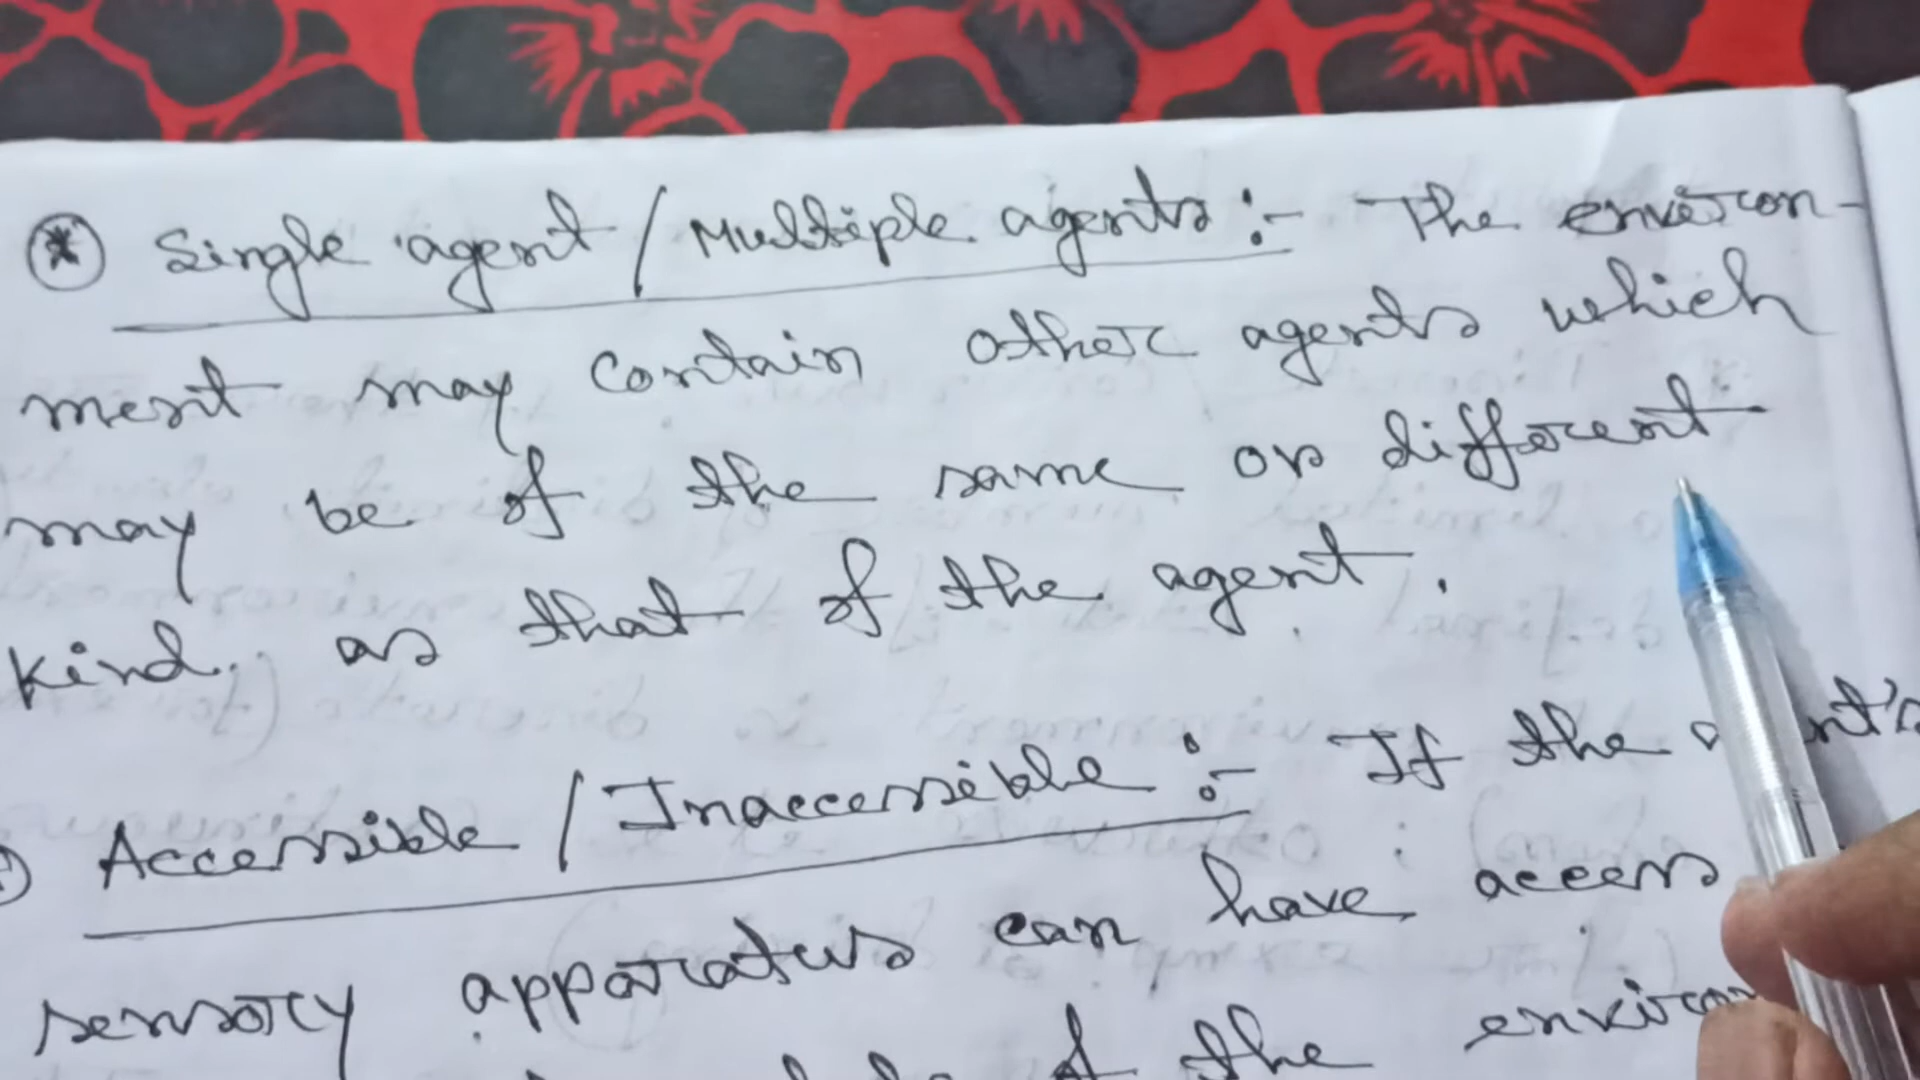 * Single agent / Multiple agents :- The environ-
ment may contain other agents which
may be of the same or different
kind as that of the agent.
Accessible / Inaccessible :- If the
sensory apparatus can have access
of the